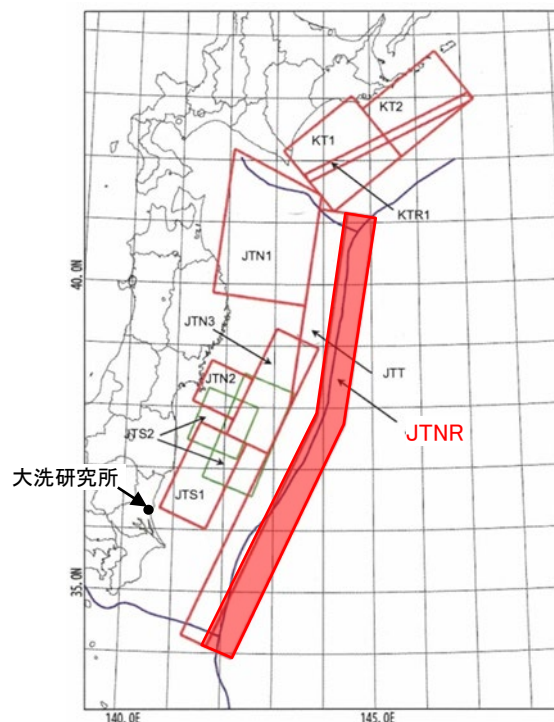 KT2
KT1
KTR1
JTN1
40.0N
JTN3
JTT
JTN2
JTNR
JTS2
大洗研究所
JTS1
35.0N
140.0E
145.0E